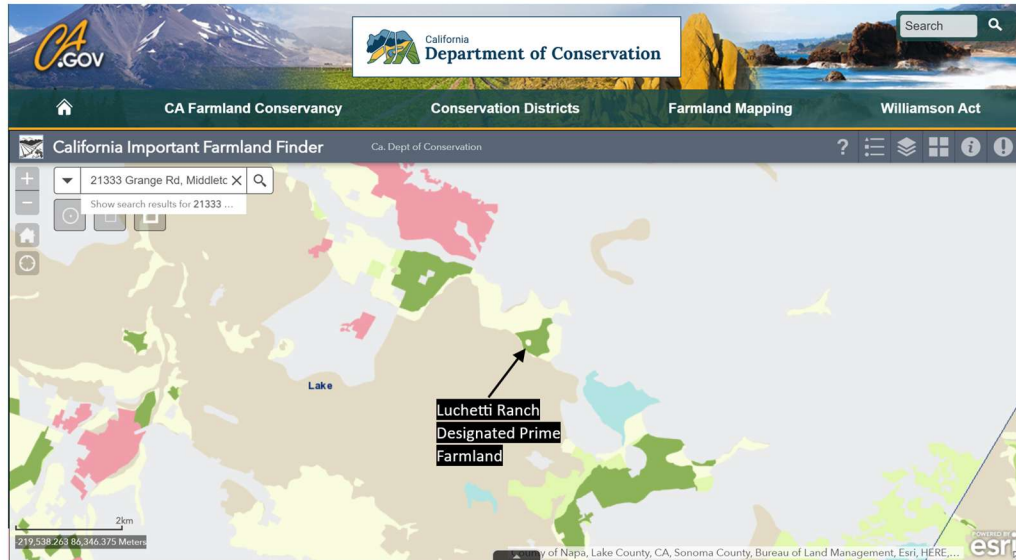 CA
.GOV
California
Department of Conservation
Search
CA Farmland Conservancy
Conservation Districts
Farmland Mapping
Williamson Act
California Important Farmland Finder
Ca. Dept of Conservation
?
+
−
21333 Grange Rd, Middletc X
Show search results for 21333 ...
Lake
Luchetti Ranch
Designated Prime
Farmland
2km
-219,538.263 86,346.375 Meters
of Napa, Lake County, CA, Sonoma County, Bureau of Land Management, Esri, HERE,...
POWERED BY
esri